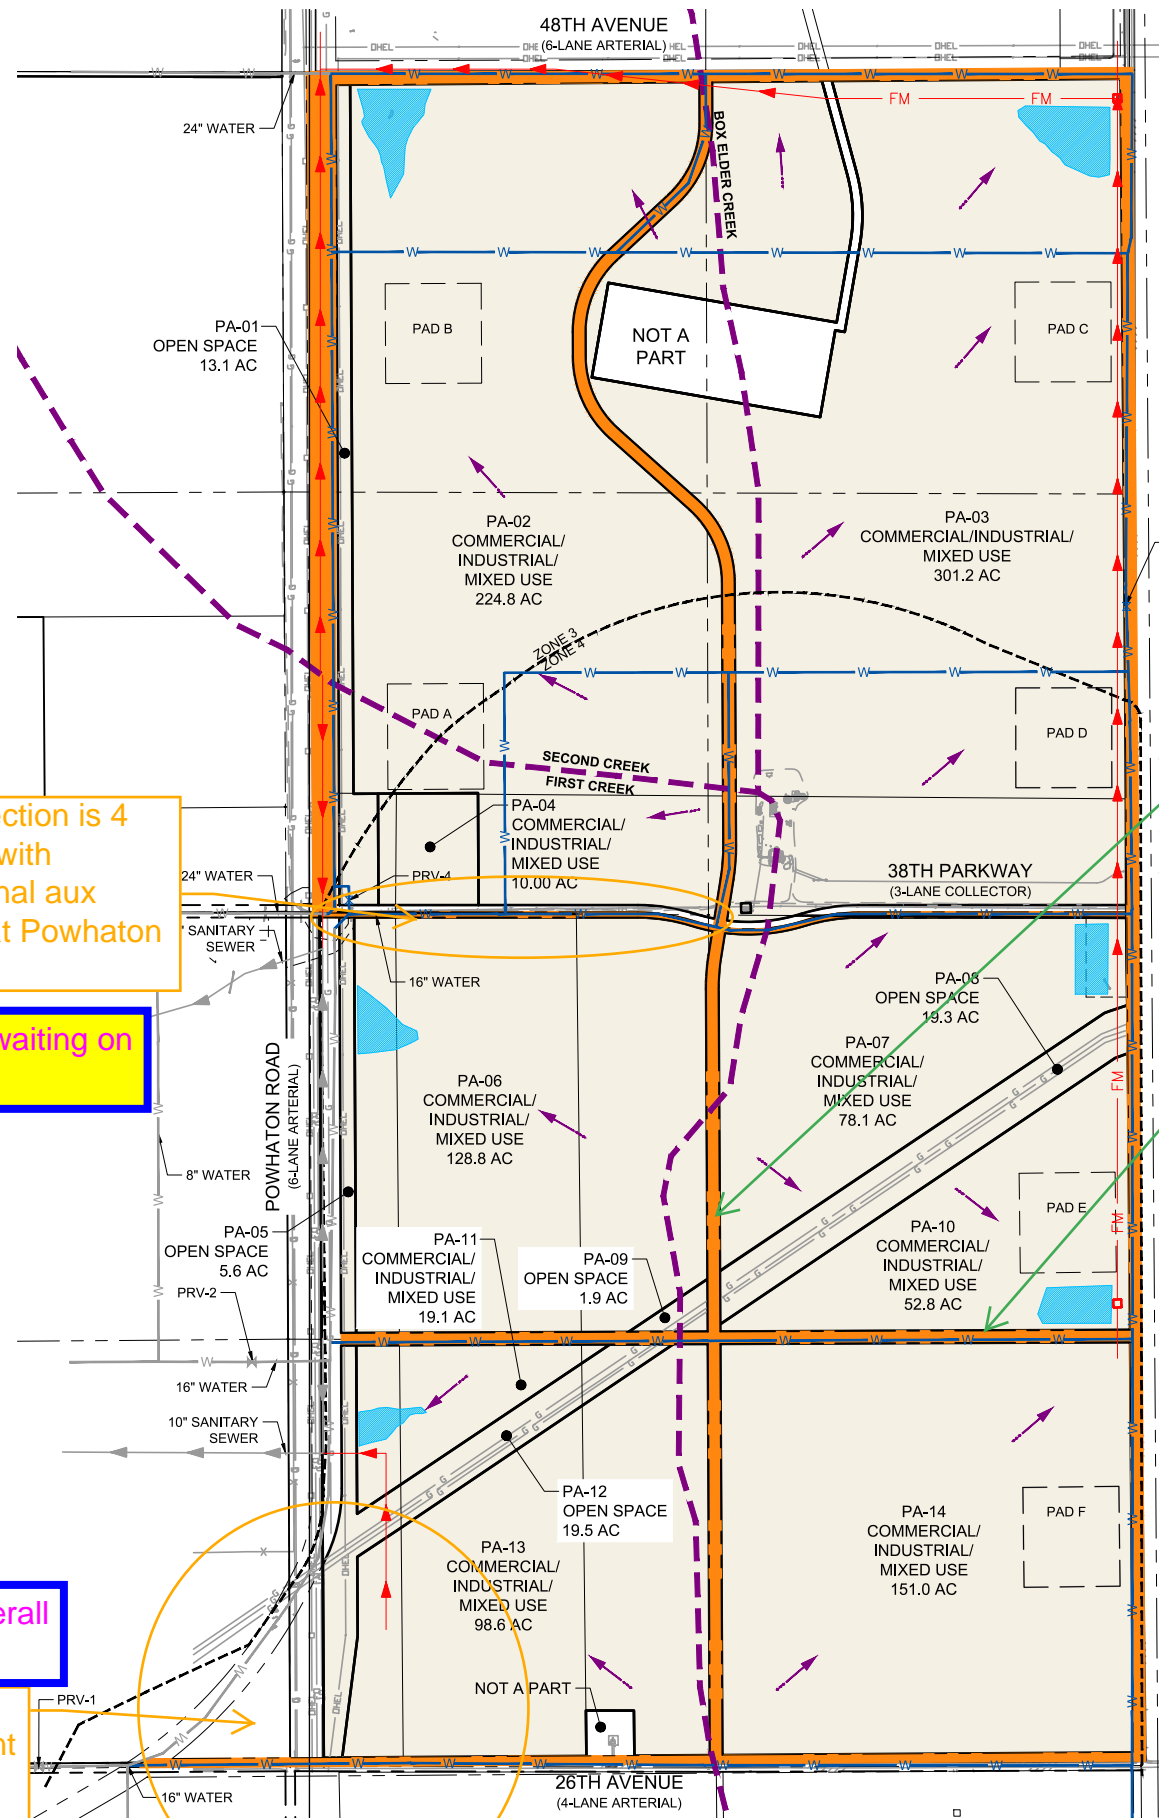 48TH AVENUE
(6-LANE ARTERIAL)
24" WATER
FM
FM
BOX ELDER CREEK
PA-01
OPEN SPACE
13.1 AC
PAD B
NOT A
PART
PAD C
PA-02
COMMERCIAL/
INDUSTRIAL/
MIXED USE
224.8 AC
PA-03
COMMERCIAL/INDUSTRIAL/
MIXED USE
301.2 AC
ZONE 3
ZONE 4
PAD A
PAD D
SECOND CREEK
FIRST CREEK
PA-04
COMMERCIAL/
INDUSTRIAL/
MIXED USE
10.00 AC
ection is 4
with
nal aux
at Powhaton
24" WATER
PRV-4
38TH PARKWAY
(3-LANE COLLECTOR)
SANITARY
SEWER
16" WATER
PA-08
OPEN SPACE
19.3 AC
waiting on
POWHATON ROAD
(6-LANE ARTERIAL)
PA-06
COMMERCIAL/
INDUSTRIAL/
MIXED USE
128.8 AC
PA-07
COMMERCIAL/
INDUSTRIAL/
MIXED USE
78.1 AC
FM
8" WATER
PA-05
OPEN SPACE
5.6 AC
PRV-2
PA-11
COMMERCIAL/
INDUSTRIAL/
MIXED USE
19.1 AC
PA-09
OPEN SPACE
1.9 AC
PA-10
COMMERCIAL/
INDUSTRIAL/
MIXED USE
52.8 AC
PAD E
FM
16" WATER
10" SANITARY
SEWER
PA-12
OPEN SPACE
19.5 AC
PA-13
COMMERCIAL/
INDUSTRIAL/
MIXED USE
98.6 AC
PA-14
COMMERCIAL/
INDUSTRIAL/
MIXED USE
151.0 AC
PAD F
erall
PRV-1
nt
NOT A PART
16" WATER
26TH AVENUE
(4-LANE ARTERIAL)